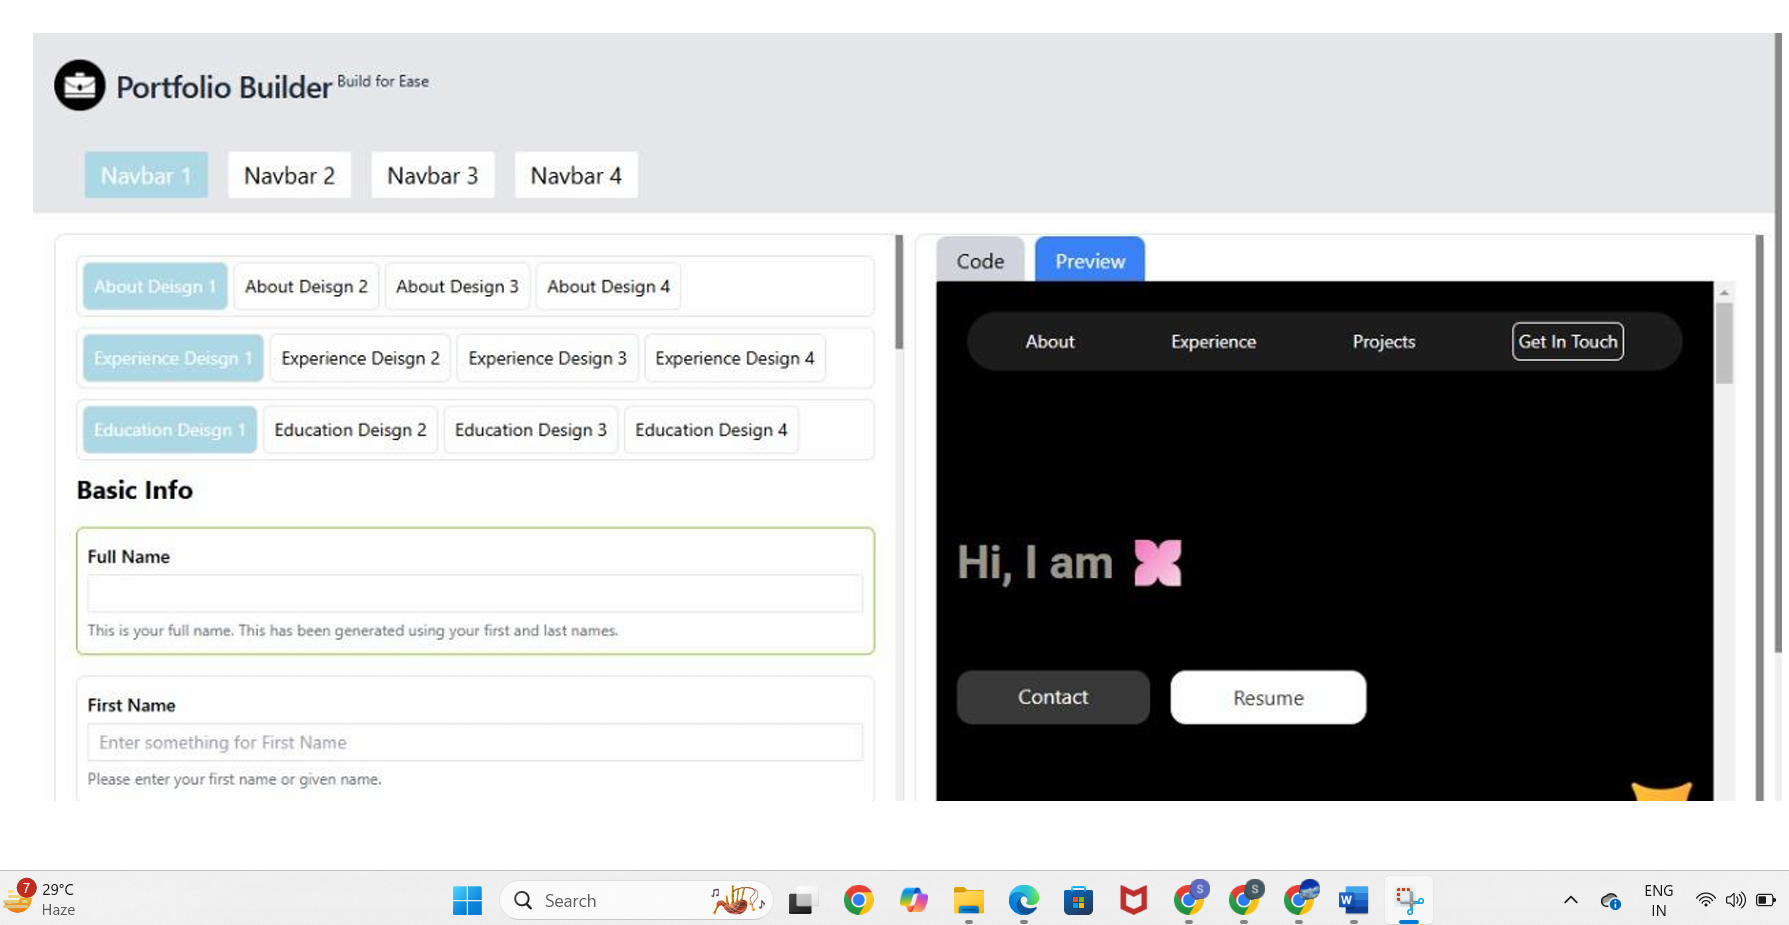 Portfolio Builder Build for Ease
Navbar 1 Navbar 2 Navbar 3 Navbar 4
About Deisgn 1 About Deisgn 2 About Design 3 About Design 4
Experience Deisgn 1 Experience Deisgn 2 Experience Design 3 Experience Design 4
Education Deisgn 1 Education Deisgn 2 Education Design 3 Education Design 4
Basic Info
Full Name
This is your full name. This has been generated using your first and last names.
First Name
Enter something for First Name
Please enter your first name or given name.
Code Preview
About Experience Projects Get In Touch
Hi, I am
Contact Resume
7 29°C
Haze
Search
S
S
W
ENG
IN